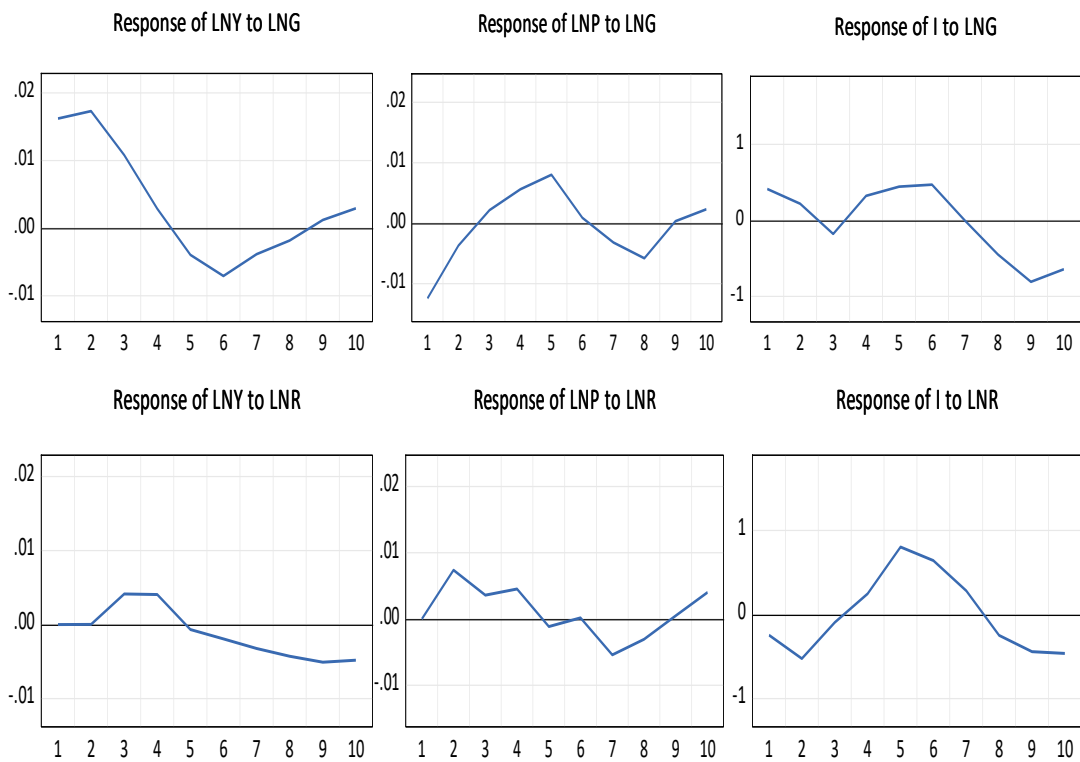 Response of LNY to LNG
.02
.01
.00
-.01
1 2 3 4 5 6 7 8 9 10
Response of LNP to LNG
.02
.01
.00
-.01
1 2 3 4 5 6 7 8 9 10
Response of I to LNG
1
0
-1
1 2 3 4 5 6 7 8 9 10
Response of LNY to LNR
.02
.01
.00
-.01
1 2 3 4 5 6 7 8 9 10
Response of LNP to LNR
.02
.01
.00
-.01
1 2 3 4 5 6 7 8 9 10
Response of I to LNR
1
0
-1
1 2 3 4 5 6 7 8 9 10